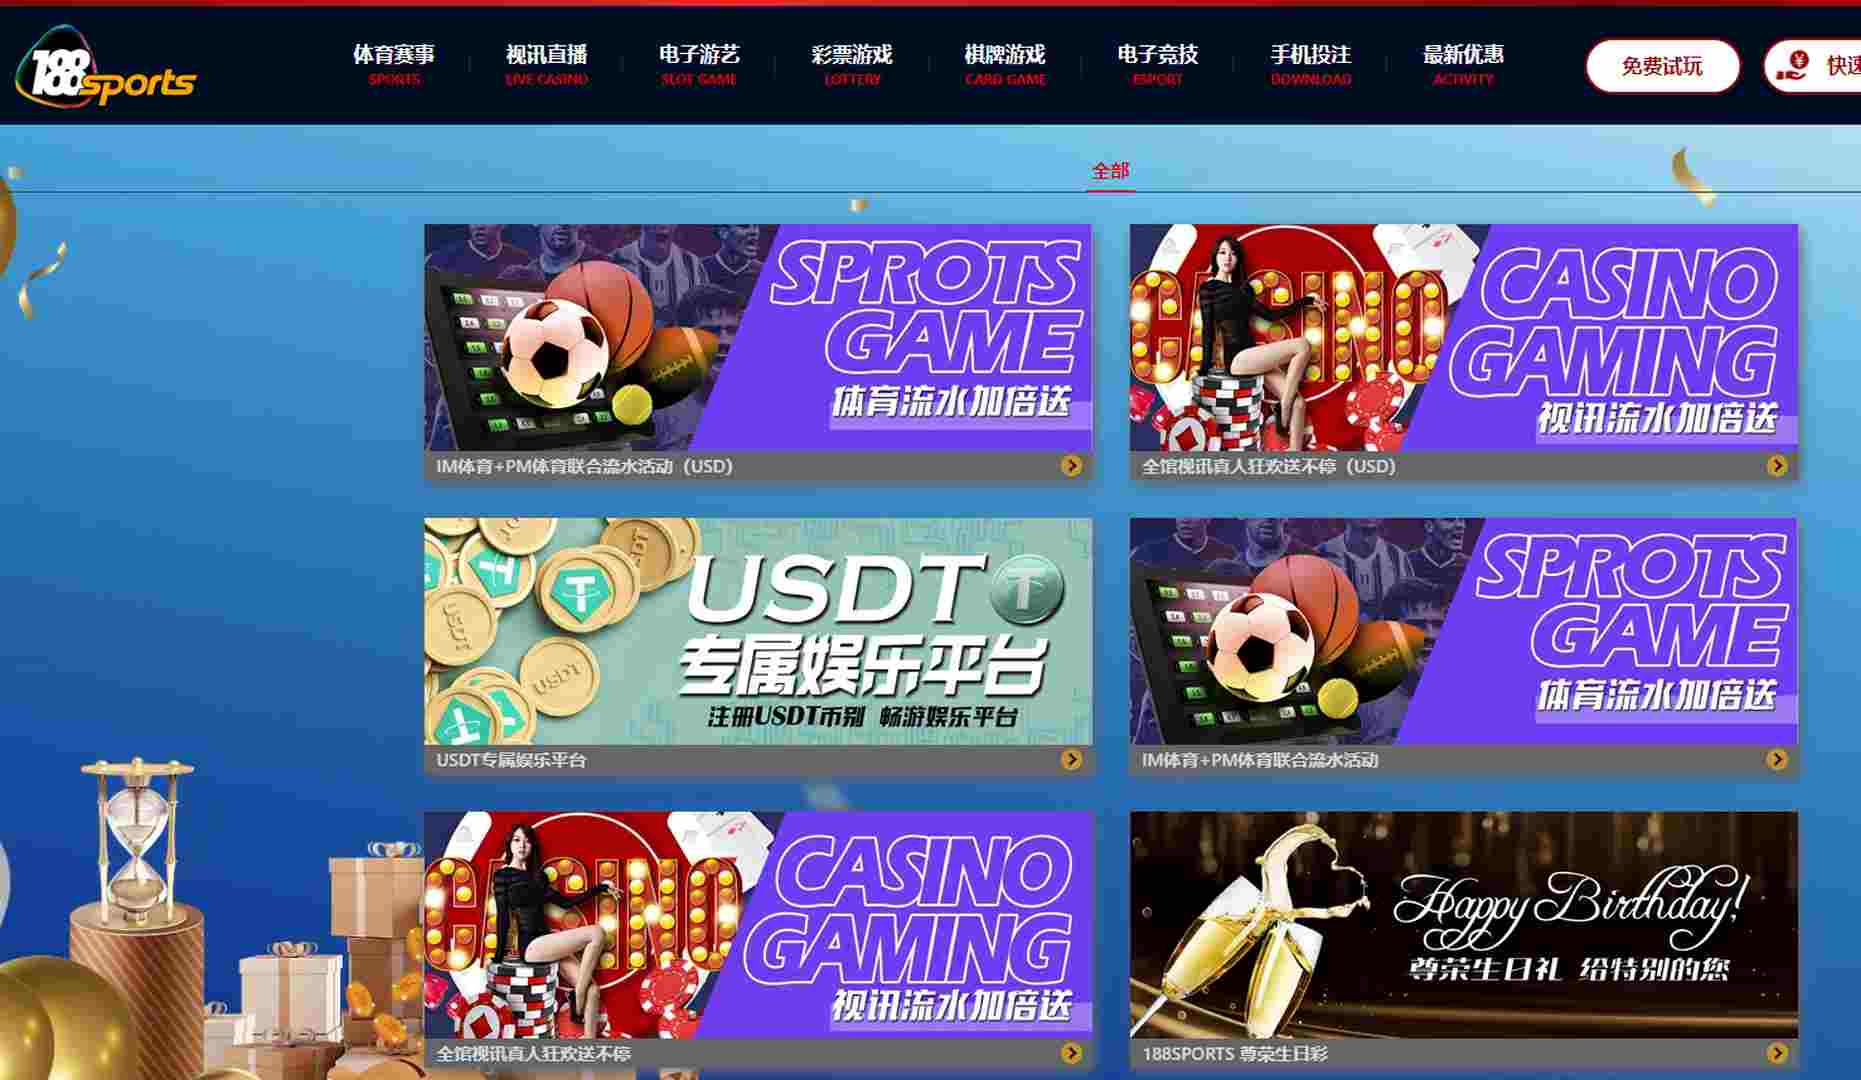 188sports
体育赛事
SPORTS
视讯直播
LIVE CASINO
电子游艺
SLOT GAME
彩票游戏
LOTTERY
棋牌游戏
CARD GAME
电子竞技
ESPORT
手机投注
DOWNLOAD
最新优惠
ACTIVITY
免费试玩
快速
全部
SPROTS
GAME
体育流水加倍送
IM体育+PM体育联合流水活动（USD）
CASINO
CASINO
GAMING
视讯流水加倍送
全馆视讯真人狂欢送不停（USD）
USDT
专属娱乐平台
注册USDT币别 畅游娱乐平台
USDT专属娱乐平台
SPROTS
GAME
体育流水加倍送
IM体育+PM体育联合流水活动
CASINO
CASINO
GAMING
视讯流水加倍送
全馆视讯真人狂欢送不停
Happy Birthday!
尊荣生日礼 给特别的您
188SPORTS 尊荣生日彩